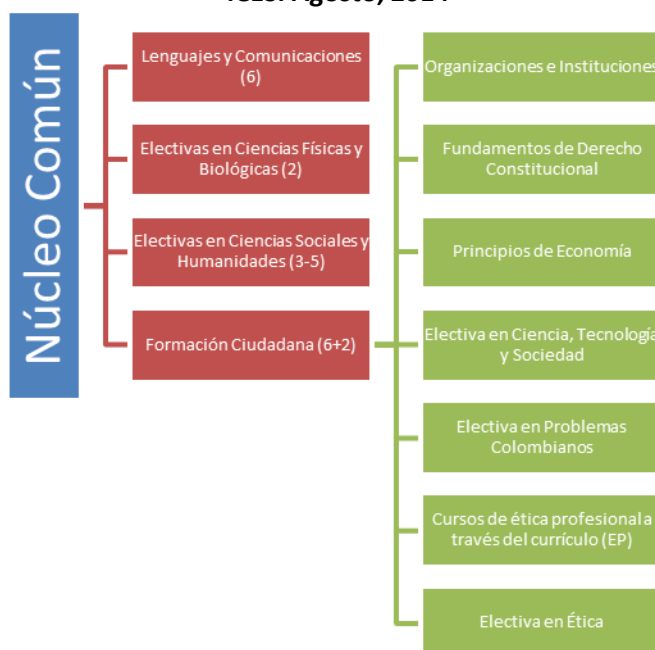 Núcleo Común
Lenguajes y Comunicaciones
(6)
Electivas en Ciencias Físicas y
Biológicas (2)
Electivas en Ciencias Sociales y
Humanidades (3-5)
Formación Ciudadana (6+2)
Organizaciones e Instituciones
Fundamentos de Derecho
Constitucional
Principios de Economía
Electiva en Ciencia, Tecnología
y Sociedad
Electiva en Problemas
Colombianos
Cursos de ética profesional a
través del currículo (EP)
Electiva en Ética